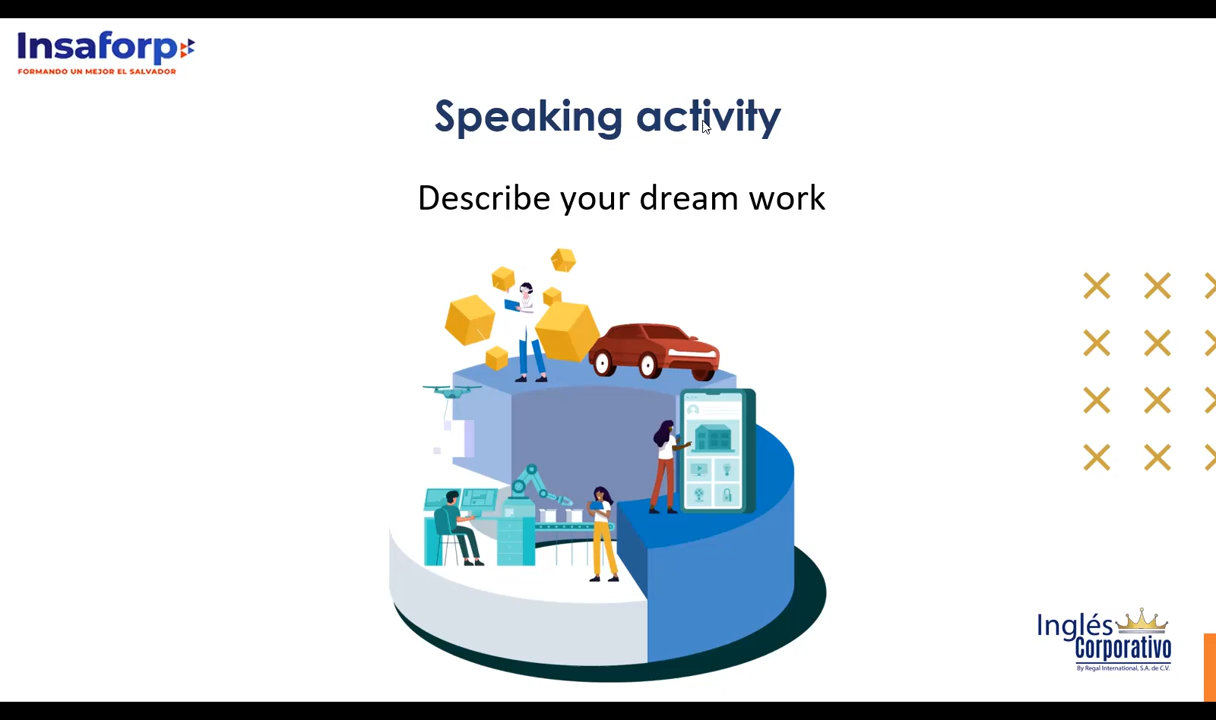 Insaforp
FORMANDO UN MEJOR EL SALVADOR
Speaking activity
Describe your dream work
Inglés
Corporativo
By Regal International, S.A. de C.V.